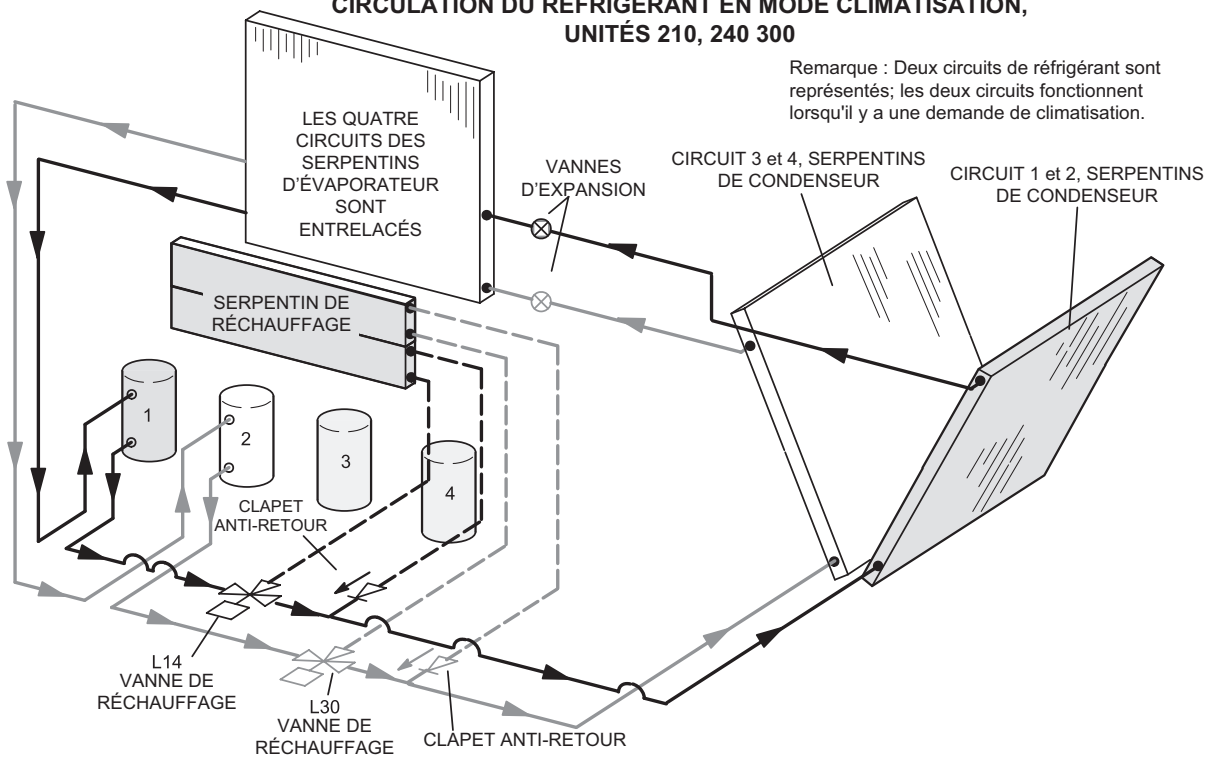 CIRCULATION DU RÉFRIGÉRANT EN MODE CLIMATISATION,
UNITÉS 210, 240 300
Remarque : Deux circuits de réfrigérant sont
représentés; les deux circuits fonctionnent
lorsqu'il y a une demande de climatisation.
LES QUATRE
CIRCUITS DES
SERPENTINS
D'ÉVAPORATEUR
SONT
ENTRELACÉS
VANNES
D'EXPANSION
CIRCUIT 3 et 4, SERPENTINS
DE CONDENSEUR
CIRCUIT 1 et 2, SERPENTINS
DE CONDENSEUR
SERPENTIN DE
RÉCHAUFFAGE
1
2
3
4
CLAPET
ANTI-RETOUR
L14
VANNE DE
RÉCHAUFFAGE
L30
VANNE DE
RÉCHAUFFAGE
CLAPET ANTI-RETOUR